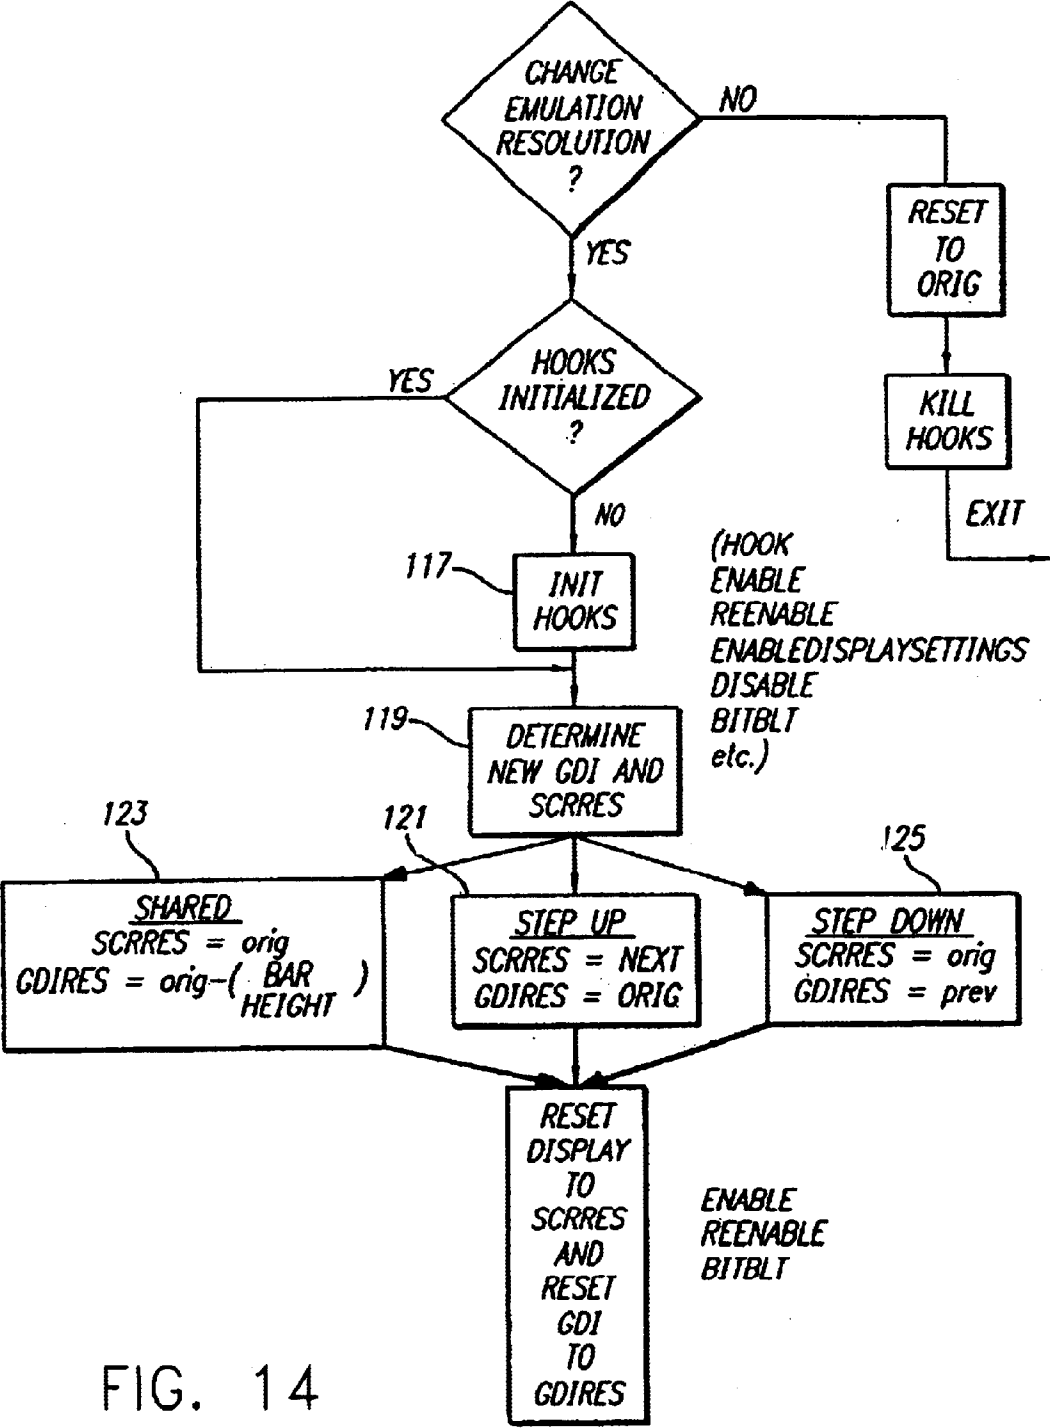 CHANGE
EMULATION
RESOLUTION
?
NO
YES
RESET
TO
ORIG
KILL
HOOKS
EXIT
HOOKS
INITIALIZED
?
YES
NO
117
INIT
HOOKS
(HOOK
ENABLE
REENABLE
ENABLEDISPLAYSETTINGS
DISABLE
BITBLT
etc.)
119
DETERMINE
NEW GDI AND
SCRRES
123
SHARED
SCRRES = orig
GDIRES = orig-( BAR )
HEIGHT
121
STEP UP
SCRRES = NEXT
GDIRES = ORIG
125
STEP DOWN
SCRRES = orig
GDIRES = prev
RESET
DISPLAY
TO
SCRRES
AND
RESET
GDI
TO
GDIRES
ENABLE
REENABLE
BITBLT
FIG. 14